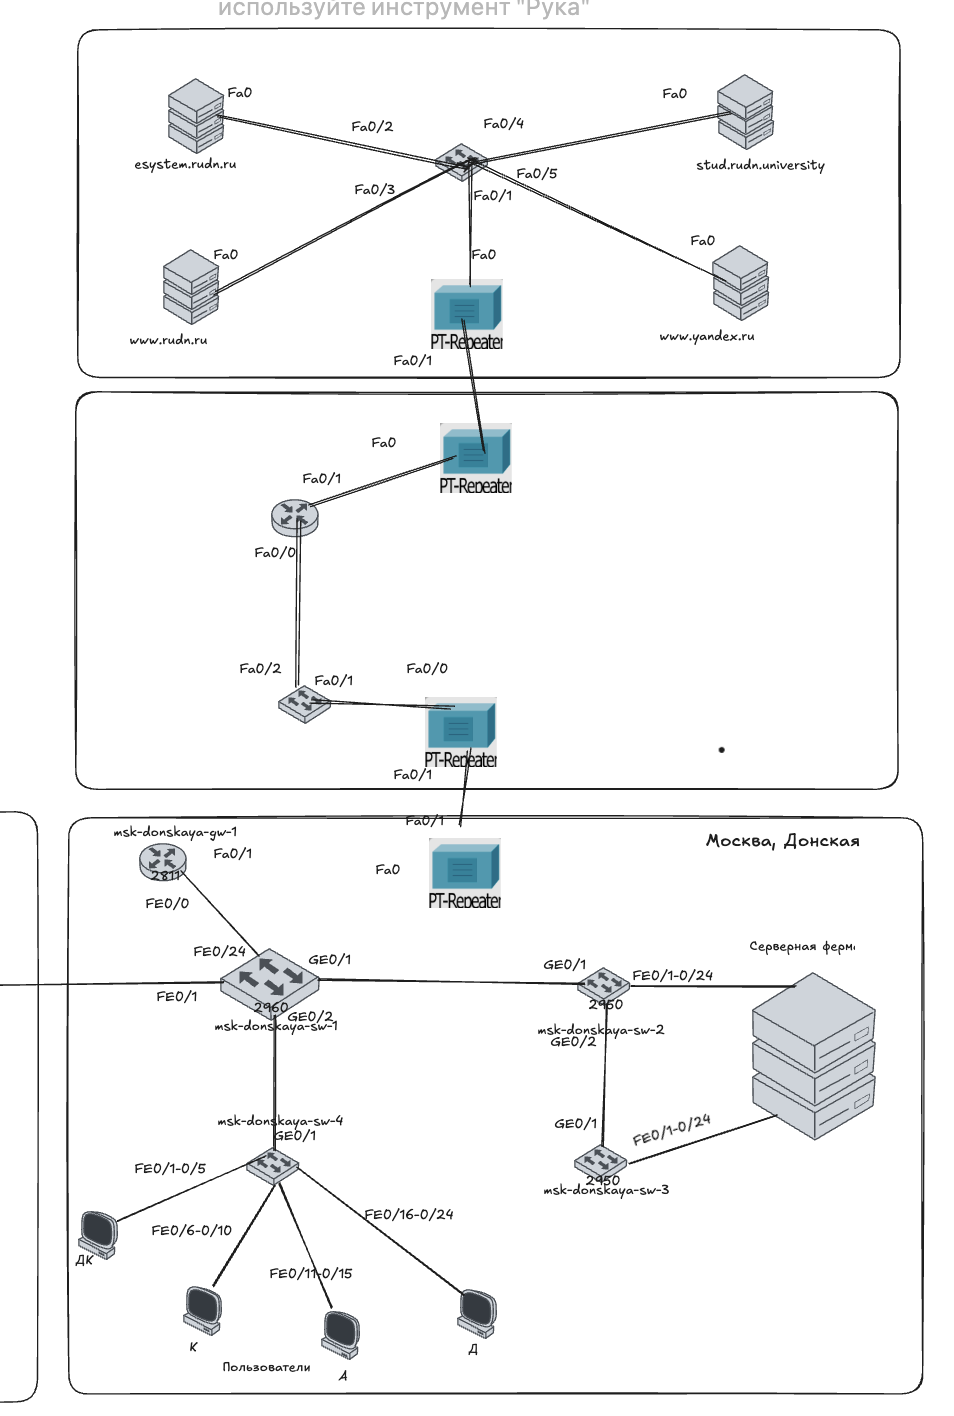 используйте инструмент "Рука"
Fa0
Fa0/2
Fa0/4
Fa0
esystem.rudn.ru
stud.rudn.university
Fa0/3
Fa0/5
Fa0/1
Fa0
Fa0
Fa0
www.rudn.ru
www.yandex.ru
PT-Repeater
Fa0/1
Fa0
PT-Repeater
Fa0/1
Fa0/0
Fa0/2
Fa0/1
Fa0/0
PT-Repeater
Fa0/1
Fa0/1
msk-donskaya-gw-1
Fa0/1
2811
Москва, Донская
Fa0
PT-Repeater
FE0/0
FE0/24
GE0/1
GE0/1
FE0/1-0/24
Серверная ферм
FE0/1
2960
GE0/2
msk-donskaya-sw-1
2950
msk-donskaya-sw-2
GE0/2
msk-donskaya-sw-4
GE0/1
GE0/1
FE0/1-0/24
2950
msk-donskaya-sw-3
FE0/1-0/5
FE0/6-0/10
FE0/16-0/24
FE0/11-0/15
ДК
К
А
Д
Пользователи